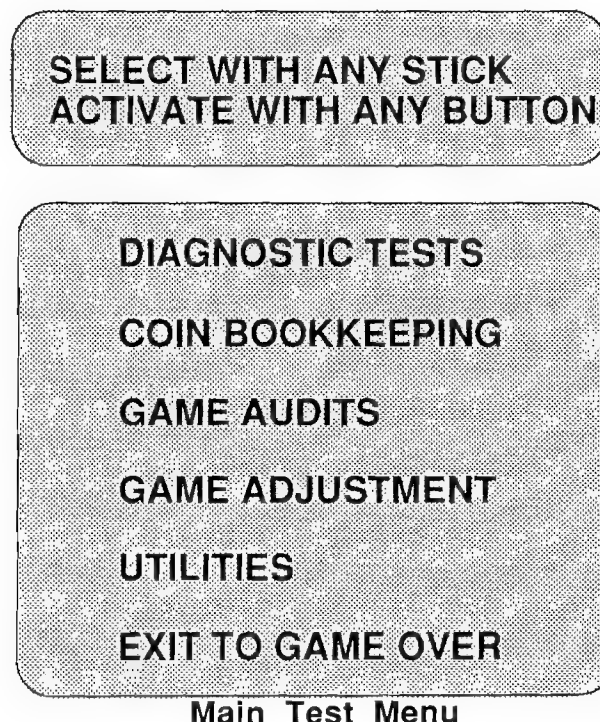 SELECT WITH ANY STICK
ACTIVATE WITH ANY BUTTON
DIAGNOSTIC TESTS
COIN BOOKKEEPING
GAME AUDITS
GAME ADJUSTMENT
UTILITIES
EXIT TO GAME OVER
Main Test Menu